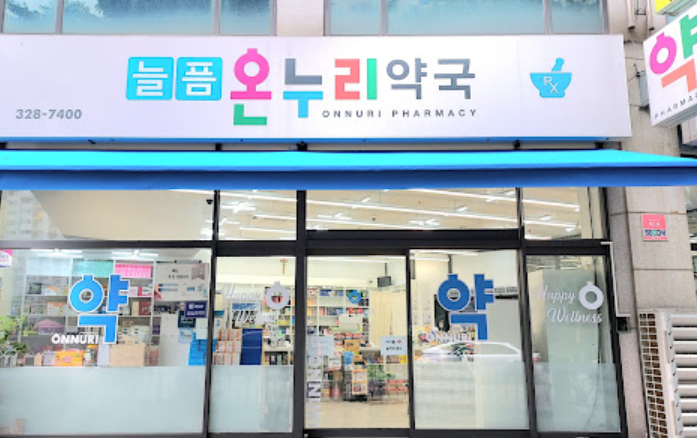 늘픔 온누리약국
ONNURI PHARMACY
328-7400
RX
약
약
ONNURI
Happy
Wellness
약
ONNURI
Happy
Wellness